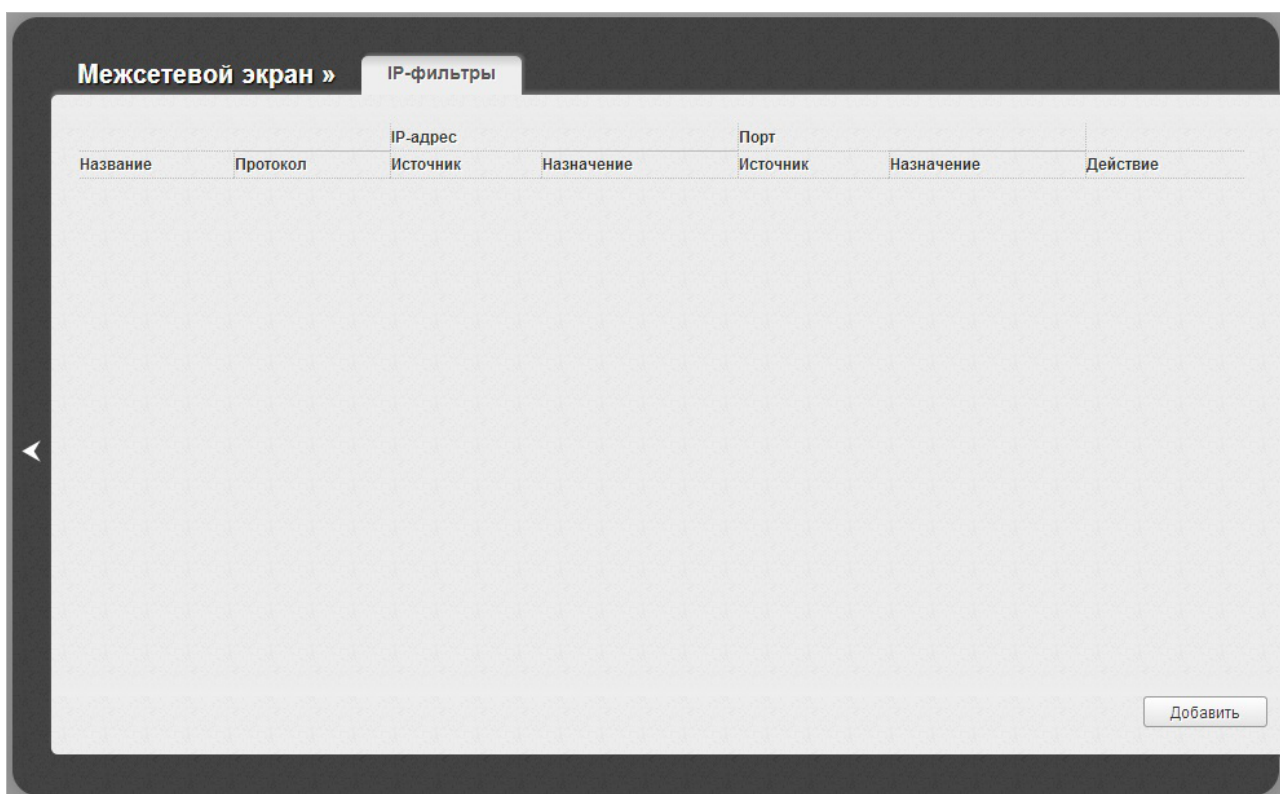 Межсетевой экран » IP-фильтры
IP-адрес Порт
Название Протокол Источник Назначение Источник Назначение Действие
Добавить